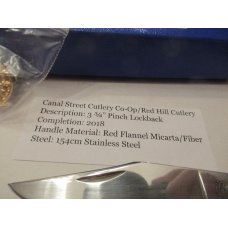 Canal Street Cutlery Co-Op/Red Hill Cutlery
Description: 3 ¾" Pinch Lockback
Completion: 2018
Handle Material: Red Flannel Micarta/Fiber
Steel: 154cm Stainless Steel